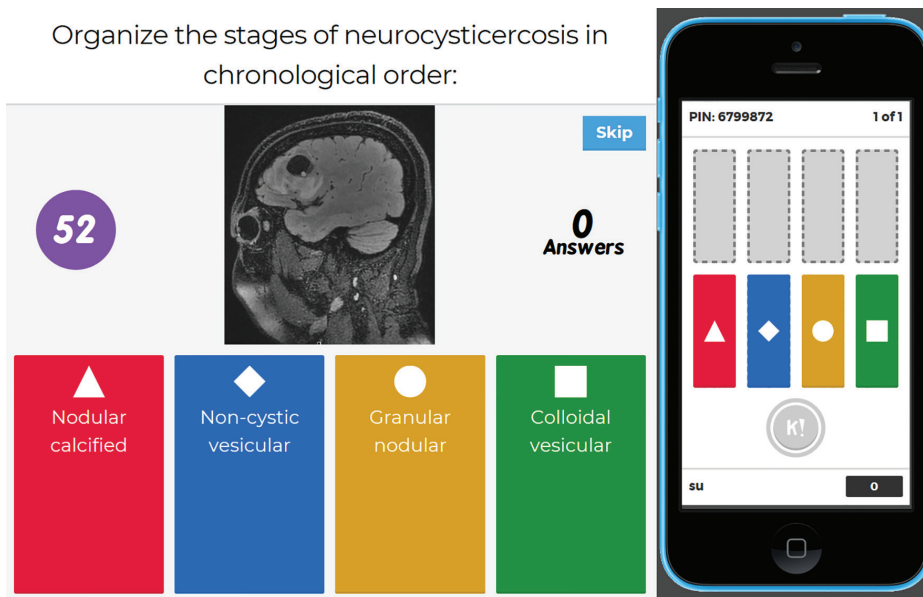 Organize the stages of neurocysticercosis in
chronological order:
Skip
52
0
Answers
Nodular
calcified
Non-cystic
vesicular
Granular
nodular
Colloidal
vesicular
PIN: 6799872
1 of 1
K!
su
0